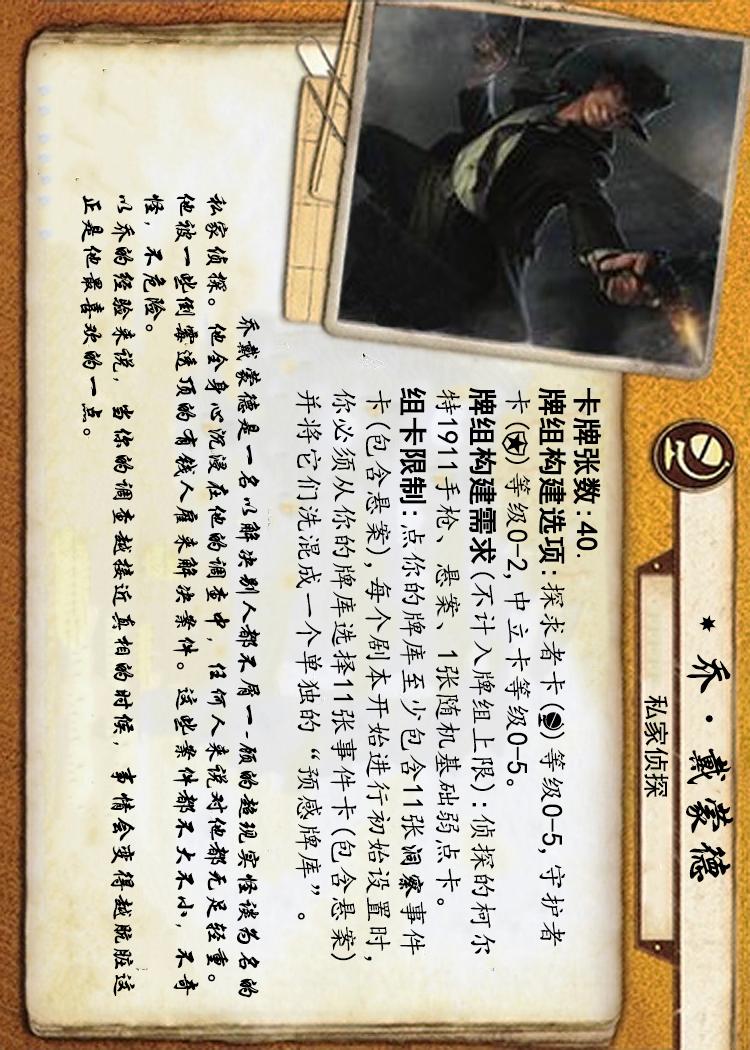 乔·戴蒙德
私家侦探
卡牌张数:40.
牌组构建选项:探求者卡()等级0-5,守护者
卡()等级0-2,中立卡等级0-5。
牌组构建需求(不计入牌组上限):侦探的柯尔
特1911手枪、悬案、1张随机基础弱点卡。
组卡限制:点你的牌库至少包含11张洞察事件
卡(包含悬案),每个剧本开始进行初始设置时,
你必须从你的牌库选择11张事件卡(包含悬案)
并将它们洗混成一个单独的“预感牌库”。
乔戴蒙德是一名以解决别人都不屑一-顾的超现实怪谈为名的
私家侦探。他全身心沉浸在他的调查中,任何人来说对他都无足轻重。
他被一些倒霉透顶的有钱人雇来解决案件。这些案件都不大不小,不奇
怪,不危险。
以乔的经验来说,当你的调查越接近真相的时候,事情会变得越肮脏这
正是他最喜欢的一点。